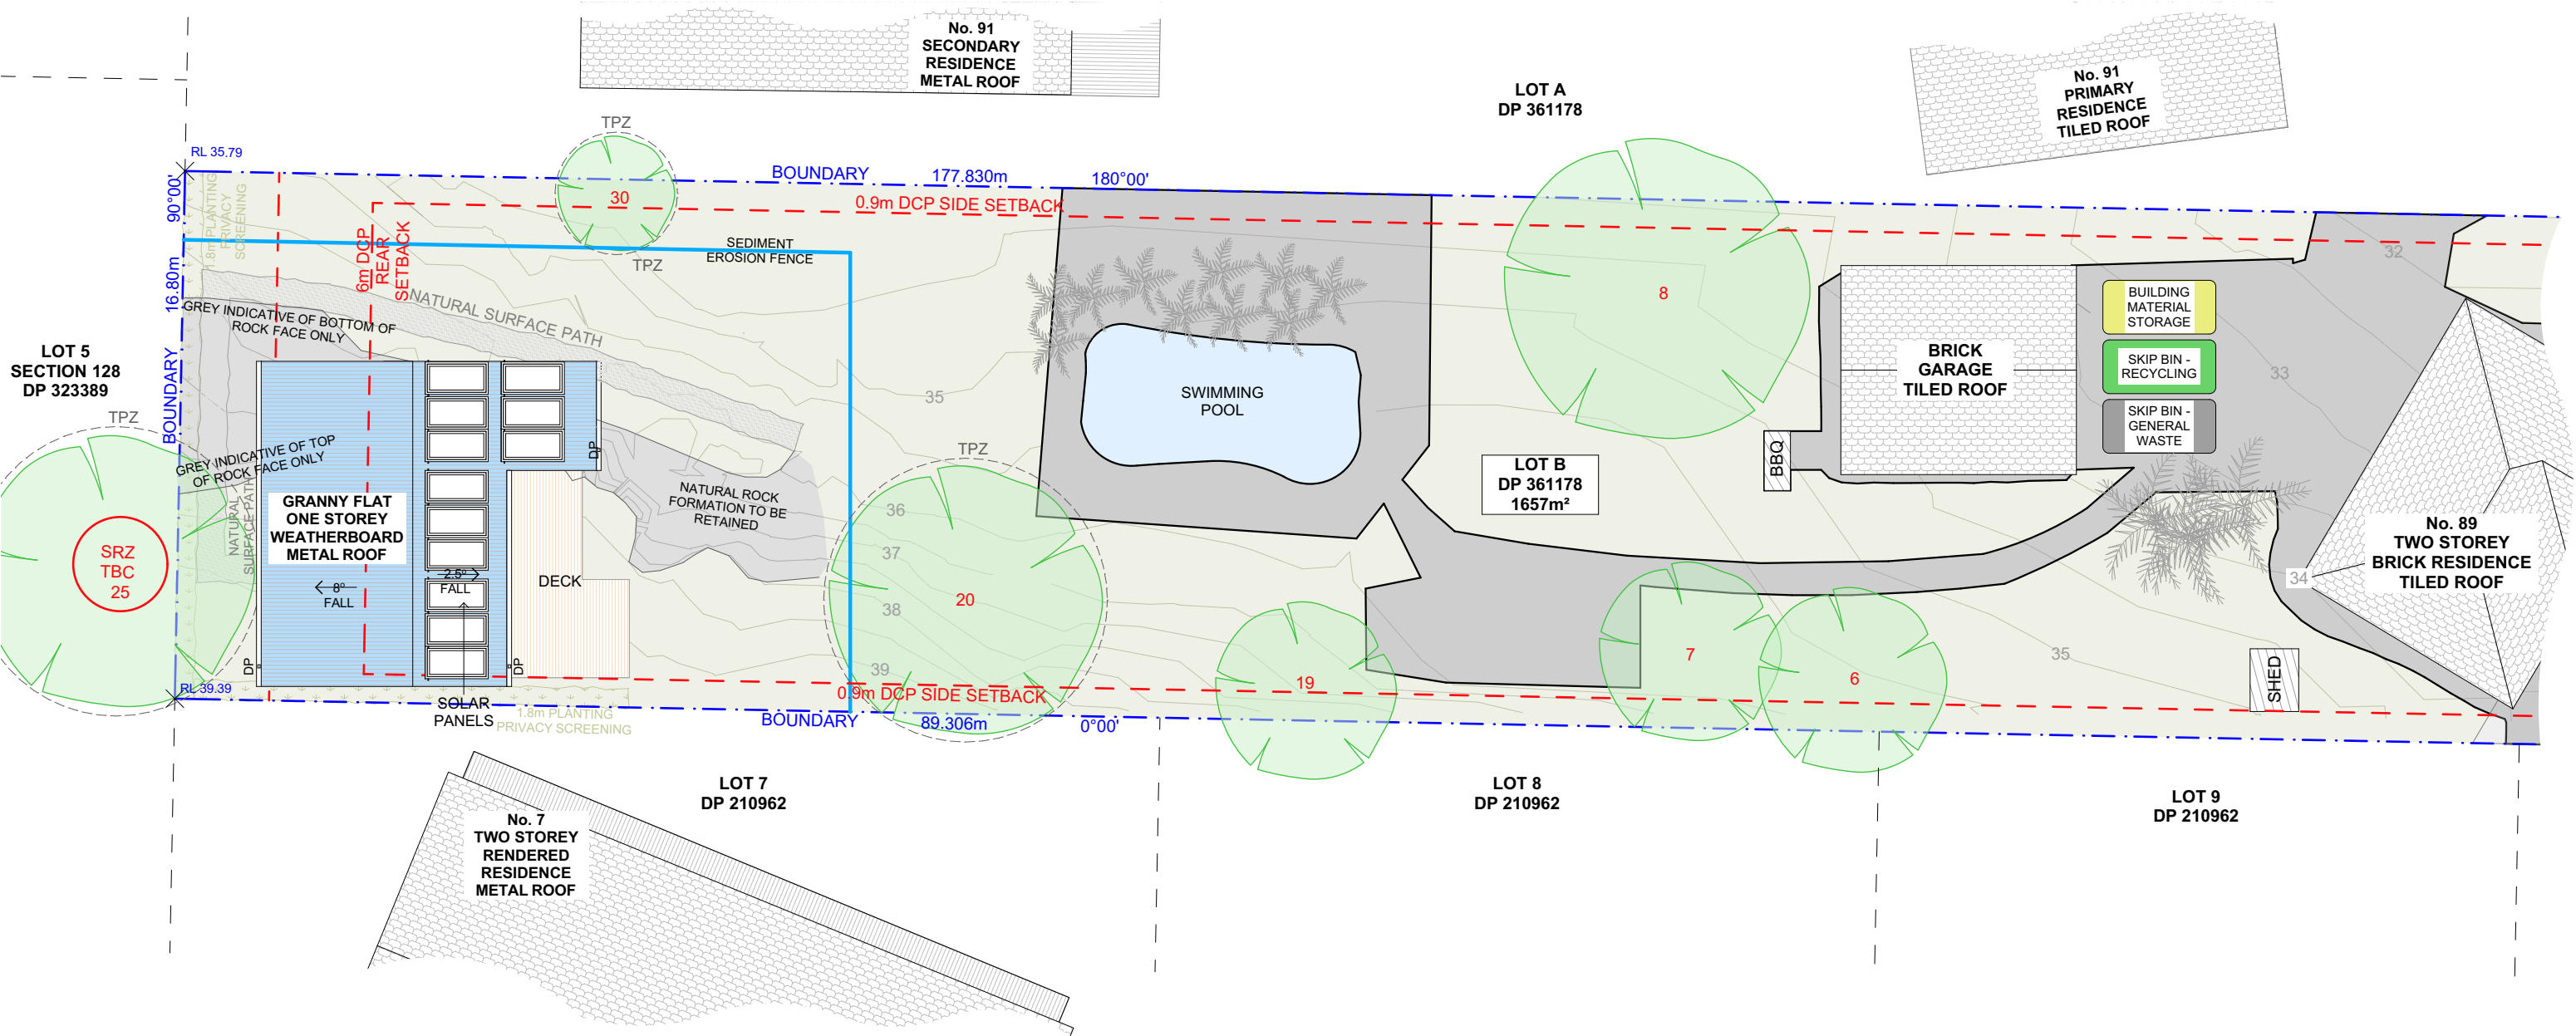 No. 91
SECONDARY
RESIDENCE
METAL ROOF
LOT A
DP 361178
No. 91
PRIMARY
RESIDENCE
TILED ROOF
TPZ
RL 35.79
BOUNDARY
177.830m
180°00'
90°00'
1.8m PLANTING
PRIVACY
SCREENING
30
0.9m DCP SIDE SETBACK
6m DCP
REAR
SETBACK
SEDIMENT
EROSION FENCE
TPZ
32
16.80m
NATURAL SURFACE PATH
GREY INDICATIVE OF BOTTOM OF
ROCK FACE ONLY
8
BUILDING
MATERIAL
STORAGE
LOT 5
SECTION 128
DP 323389
BOUNDARY
BRICK
GARAGE
TILED ROOF
SKIP BIN -
RECYCLING
33
SWIMMING
POOL
35
TPZ
SKIP BIN -
GENERAL
WASTE
DP
GREY INDICATIVE OF TOP
OF ROCK FACE ONLY
TPZ
BBQ
LOT B
DP 361178
1657m²
NATURAL ROCK
FORMATION TO BE
RETAINED
36
GRANNY FLAT
ONE STOREY
WEATHERBOARD
METAL ROOF
NATURAL
SURFACE PATH
No. 89
TWO STOREY
BRICK RESIDENCE
TILED ROOF
37
SRZ
TBC
25
8°
FALL
2.5°
FALL
DECK
34
38
20
DP
DP
39
7
6
35
SHED
19
RL 39.39
0.9m DCP SIDE SETBACK
SOLAR
PANELS
1.8m PLANTING
PRIVACY SCREENING
BOUNDARY
89.306m
0°00'
LOT 7
DP 210962
LOT 8
DP 210962
LOT 9
DP 210962
No. 7
TWO STOREY
RENDERED
RESIDENCE
METAL ROOF